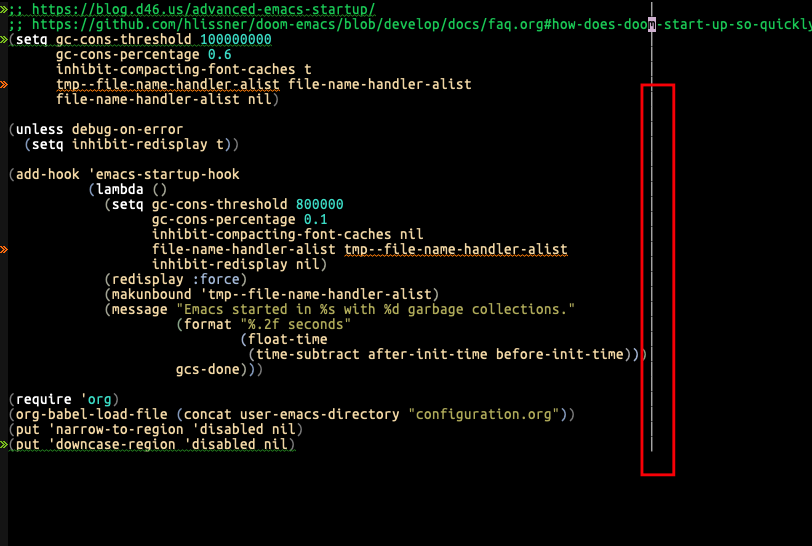 ;; https://blog.d46.us/advanced-emacs-startup/
;; https://github.com/hlissner/doom-emacs/blob/develop/docs/faq.org#how-does-doom-start-up-so-quickly
(setq gc-cons-threshold 100000000
      gc-cons-percentage 0.6
      inhibit-compacting-font-caches t
      tmp--file-name-handler-alist file-name-handler-alist
      file-name-handler-alist nil)
(unless debug-on-error
  (setq inhibit-redisplay t))
(add-hook 'emacs-startup-hook
          (lambda ()
            (setq gc-cons-threshold 800000
                  gc-cons-percentage 0.1
                  inhibit-compacting-font-caches nil
                  file-name-handler-alist tmp--file-name-handler-alist
                  inhibit-redisplay nil)
            (redisplay :force)
            (makunbound 'tmp--file-name-handler-alist)
            (message "Emacs started in %s with %d garbage collections."
                     (format "%.2f seconds"
                             (float-time
                              (time-subtract after-init-time before-init-time)))
                     gcs-done)))
(require 'org)
(org-babel-load-file (concat user-emacs-directory "configuration.org"))
(put 'narrow-to-region 'disabled nil)
(put 'downcase-region 'disabled nil)